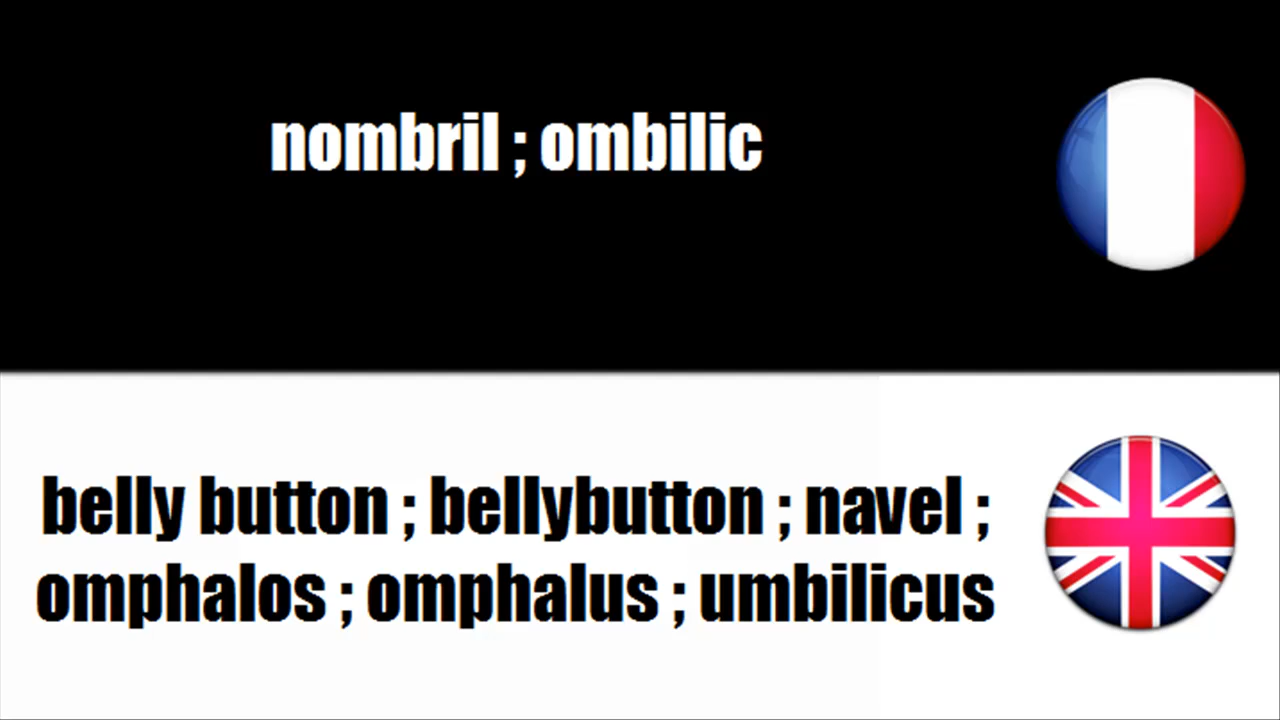 nombril ; ombilic
belly button ; bellybutton ; navel ;
omphalos ; omphalus ; umbilicus